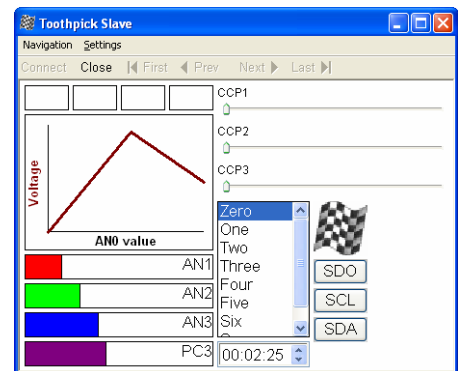 Toothpick Slave
Navigation Settings
Connect Close First Prev Next Last
CCP1
CCP2
CCP3
Voltage
AN0 value
AN1
AN2
AN3
PC3
Zero
One
Two
Three
Four
Five
Six
SDO
SCL
SDA
00:02:25